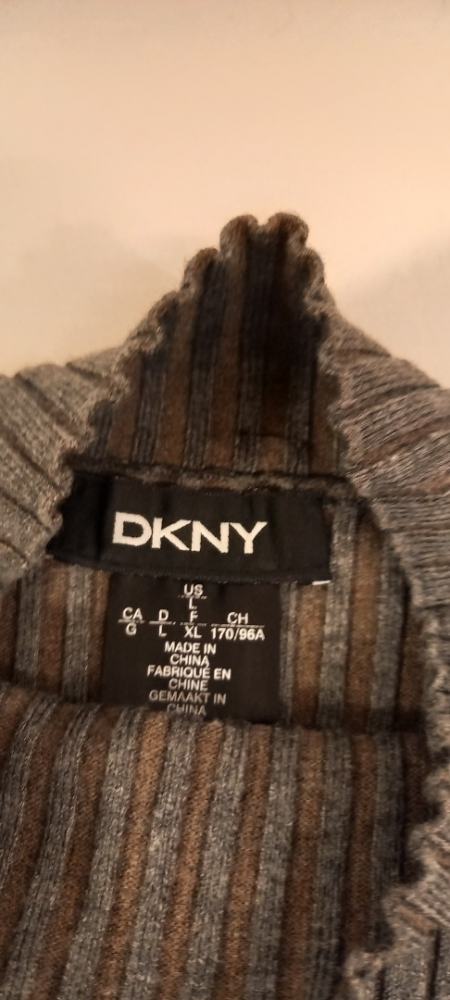 DKNY
US
L
CA D F CH
G L XL 170/96A
MADE IN
CHINA
FABRIQUÉ EN
CHINE
GEMAAKT IN
CHINA